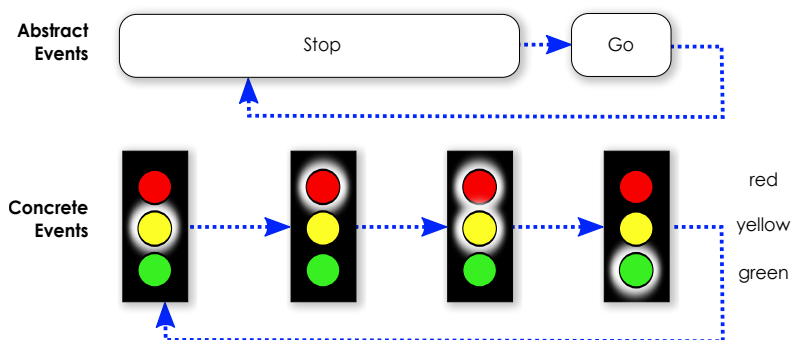 Abstract
Events
Stop
Go
Concrete
Events
red
yellow
green